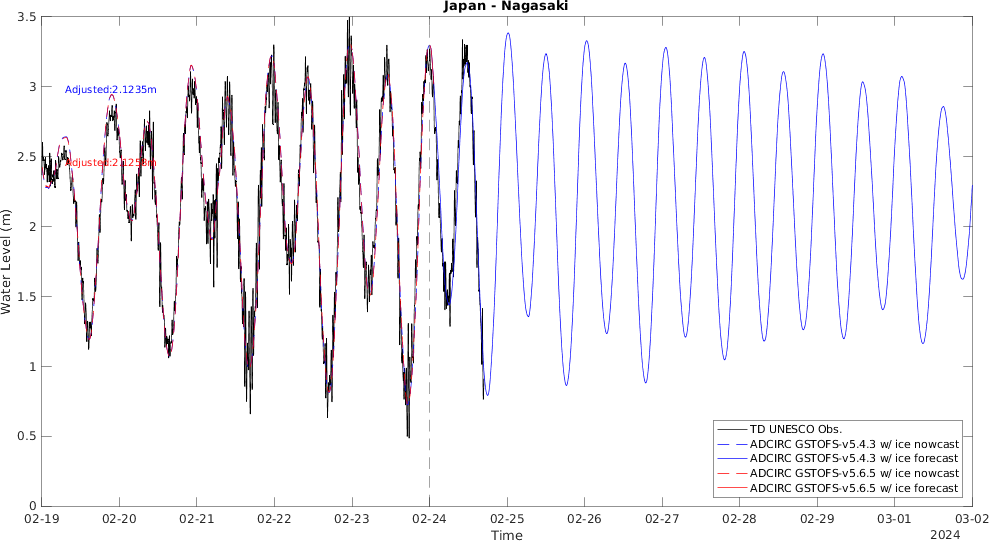 Japan - Nagasaki
3.5
3
2.5
2
1.5
1
0.5
0
Water Level (m)
Adjusted:2.1235m
Adjusted:2.1258m
TD UNESCO Obs.
ADCIRC GSTOFS-v5.4.3 w/ ice nowcast
ADCIRC GSTOFS-v5.4.3 w/ ice forecast
ADCIRC GSTOFS-v5.6.5 w/ ice nowcast
ADCIRC GSTOFS-v5.6.5 w/ ice forecast
02-19 02-20 02-21 02-22 02-23 02-24 02-25 02-26 02-27 02-28 02-29 03-01 03-02
Time
2024